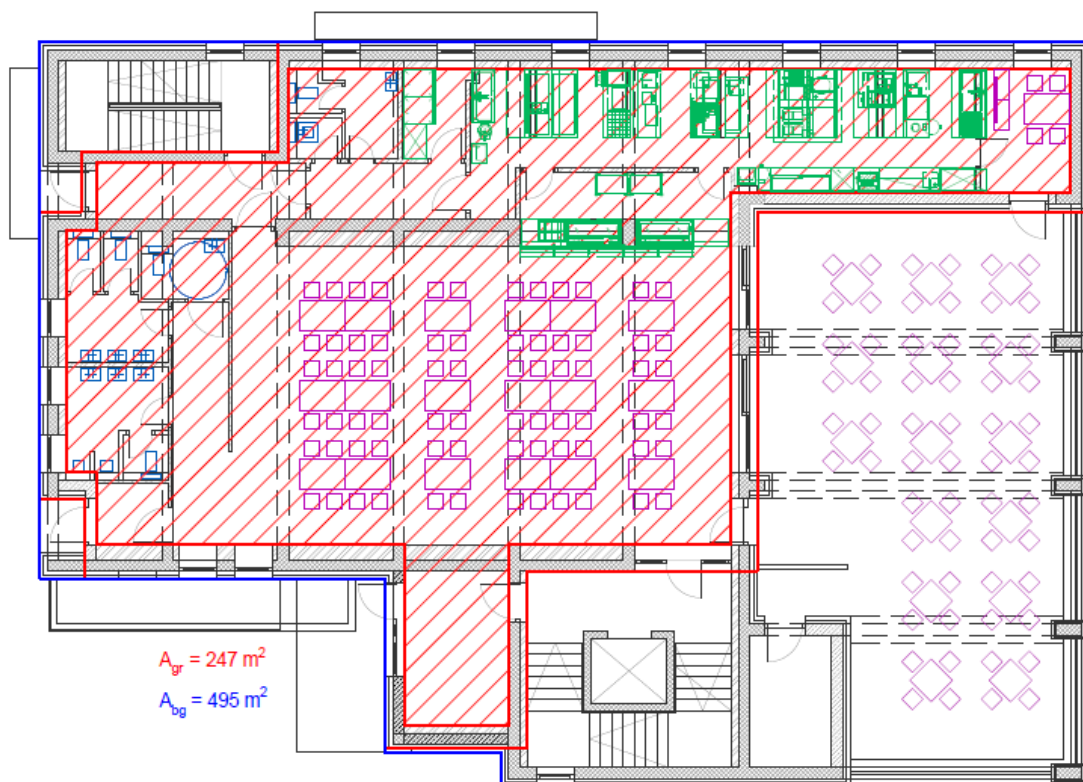 A_gr = 247 m²
A_bg = 495 m²